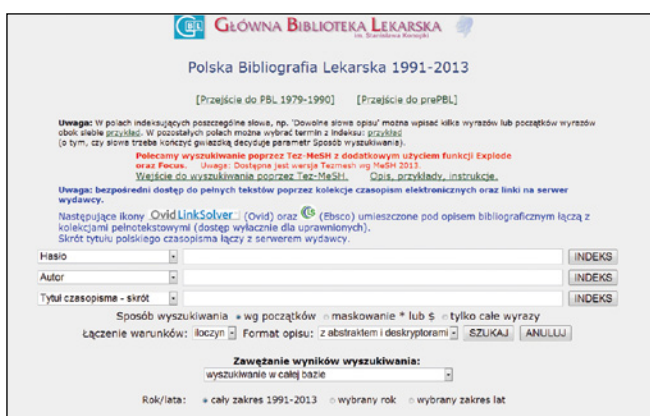 GBL GŁÓWNA BIBLIOTEKA LEKARSKA
im. Stanisława Konopki
Polska Bibliografia Lekarska 1991-2013
[Przejście do PBL 1979-1990] [Przejście do prePBL]
Uwaga: W polach indeksujących poszczególne słowa, np. "Dowolne słowa opisu" można wpisać kilka wyrazów lub początków wyrazów
obok siebie przykład. W pozostałych polach można wybrać termin z indeksu: przykład
(o tym, czy słowa trzeba kończyć gwiazdką decyduje parametr Sposób wyszukiwania).
Polecamy wyszukiwanie poprzez Tez-MeSH z dodatkowym użyciem funkcji Explode
oraz Focus. Uwaga: Dostępna jest wersja Tezmesh wg MeSH 2013.
Wejście do wyszukiwania poprzez Tez-MeSH. Opis, przykłady, instrukcje.
Uwaga: bezpośredni dostęp do pełnych tekstów poprzez kolekcje czasopism elektronicznych oraz linki na serwer
wydawcy.
Następujące ikony Ovid LinkSolver (Ovid) oraz (Ebsco) umieszczone pod opisem bibliograficznym łączą z
kolekcjami pełnotekstowymi (dostęp wyłącznie dla uprawnionych).
Skrót tytułu polskiego czasopisma łączy z serwerem wydawcy.
Hasło INDEKS
Autor INDEKS
Tytuł czasopisma - skrót INDEKS
Sposób wyszukiwania wg początków maskowanie * lub $ tylko całe wyrazy
Łączenie warunków: iloczyn Format opisu: z abstraktem i deskryptorami SZUKAJ ANULUJ
Zawężanie wyników wyszukiwania:
wyszukiwanie w całej bazie
Rok/lata: cały zakres 1991-2013 wybrany rok wybrany zakres lat